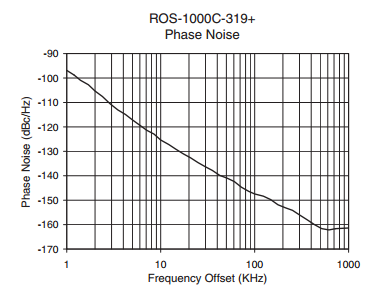 ROS-1000C-319+
Phase Noise
Phase Noise (dBc/Hz)
-90
-100
-110
-120
-130
-140
-150
-160
-170
1 10 100 1000
Frequency Offset (KHz)